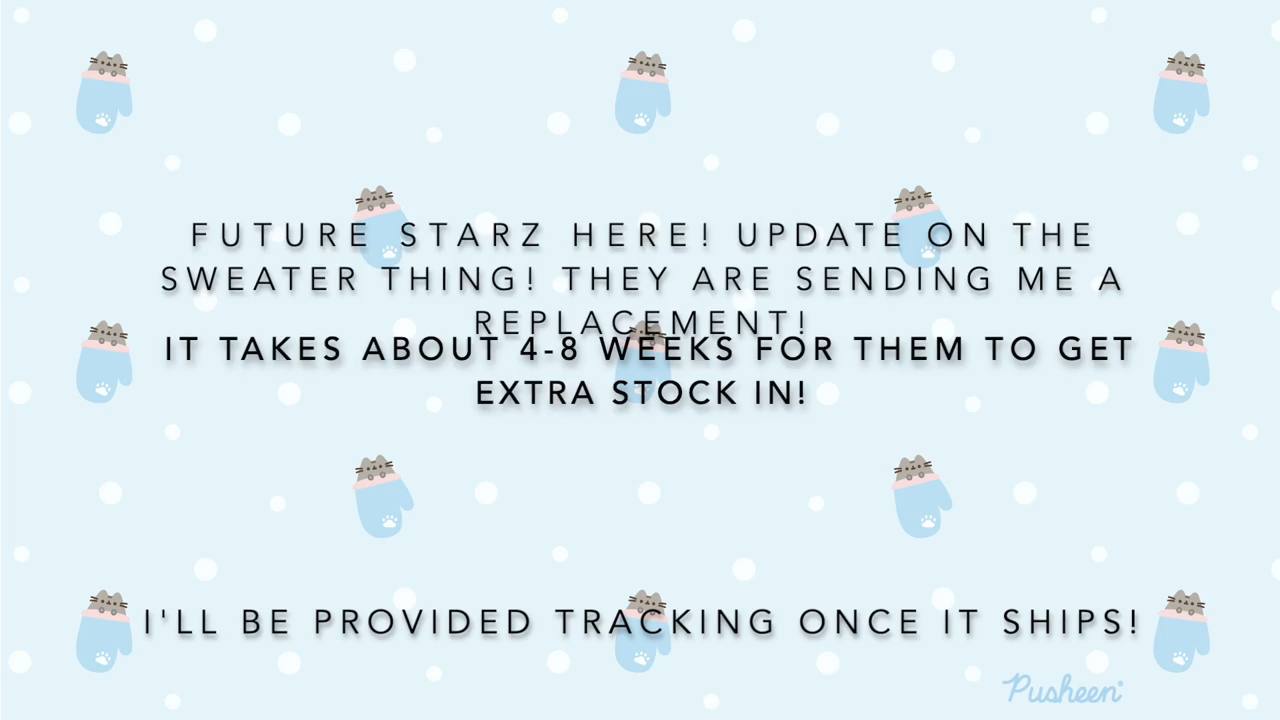 FUTURE STARZ HERE! UPDATE ON THE
SWEATER THING! THEY ARE SENDING ME A
REPLACEMENT!
IT TAKES ABOUT 4-8 WEEKS FOR THEM TO GET
EXTRA STOCK IN!
I'LL BE PROVIDED TRACKING ONCE IT SHIPS!
Pusheen